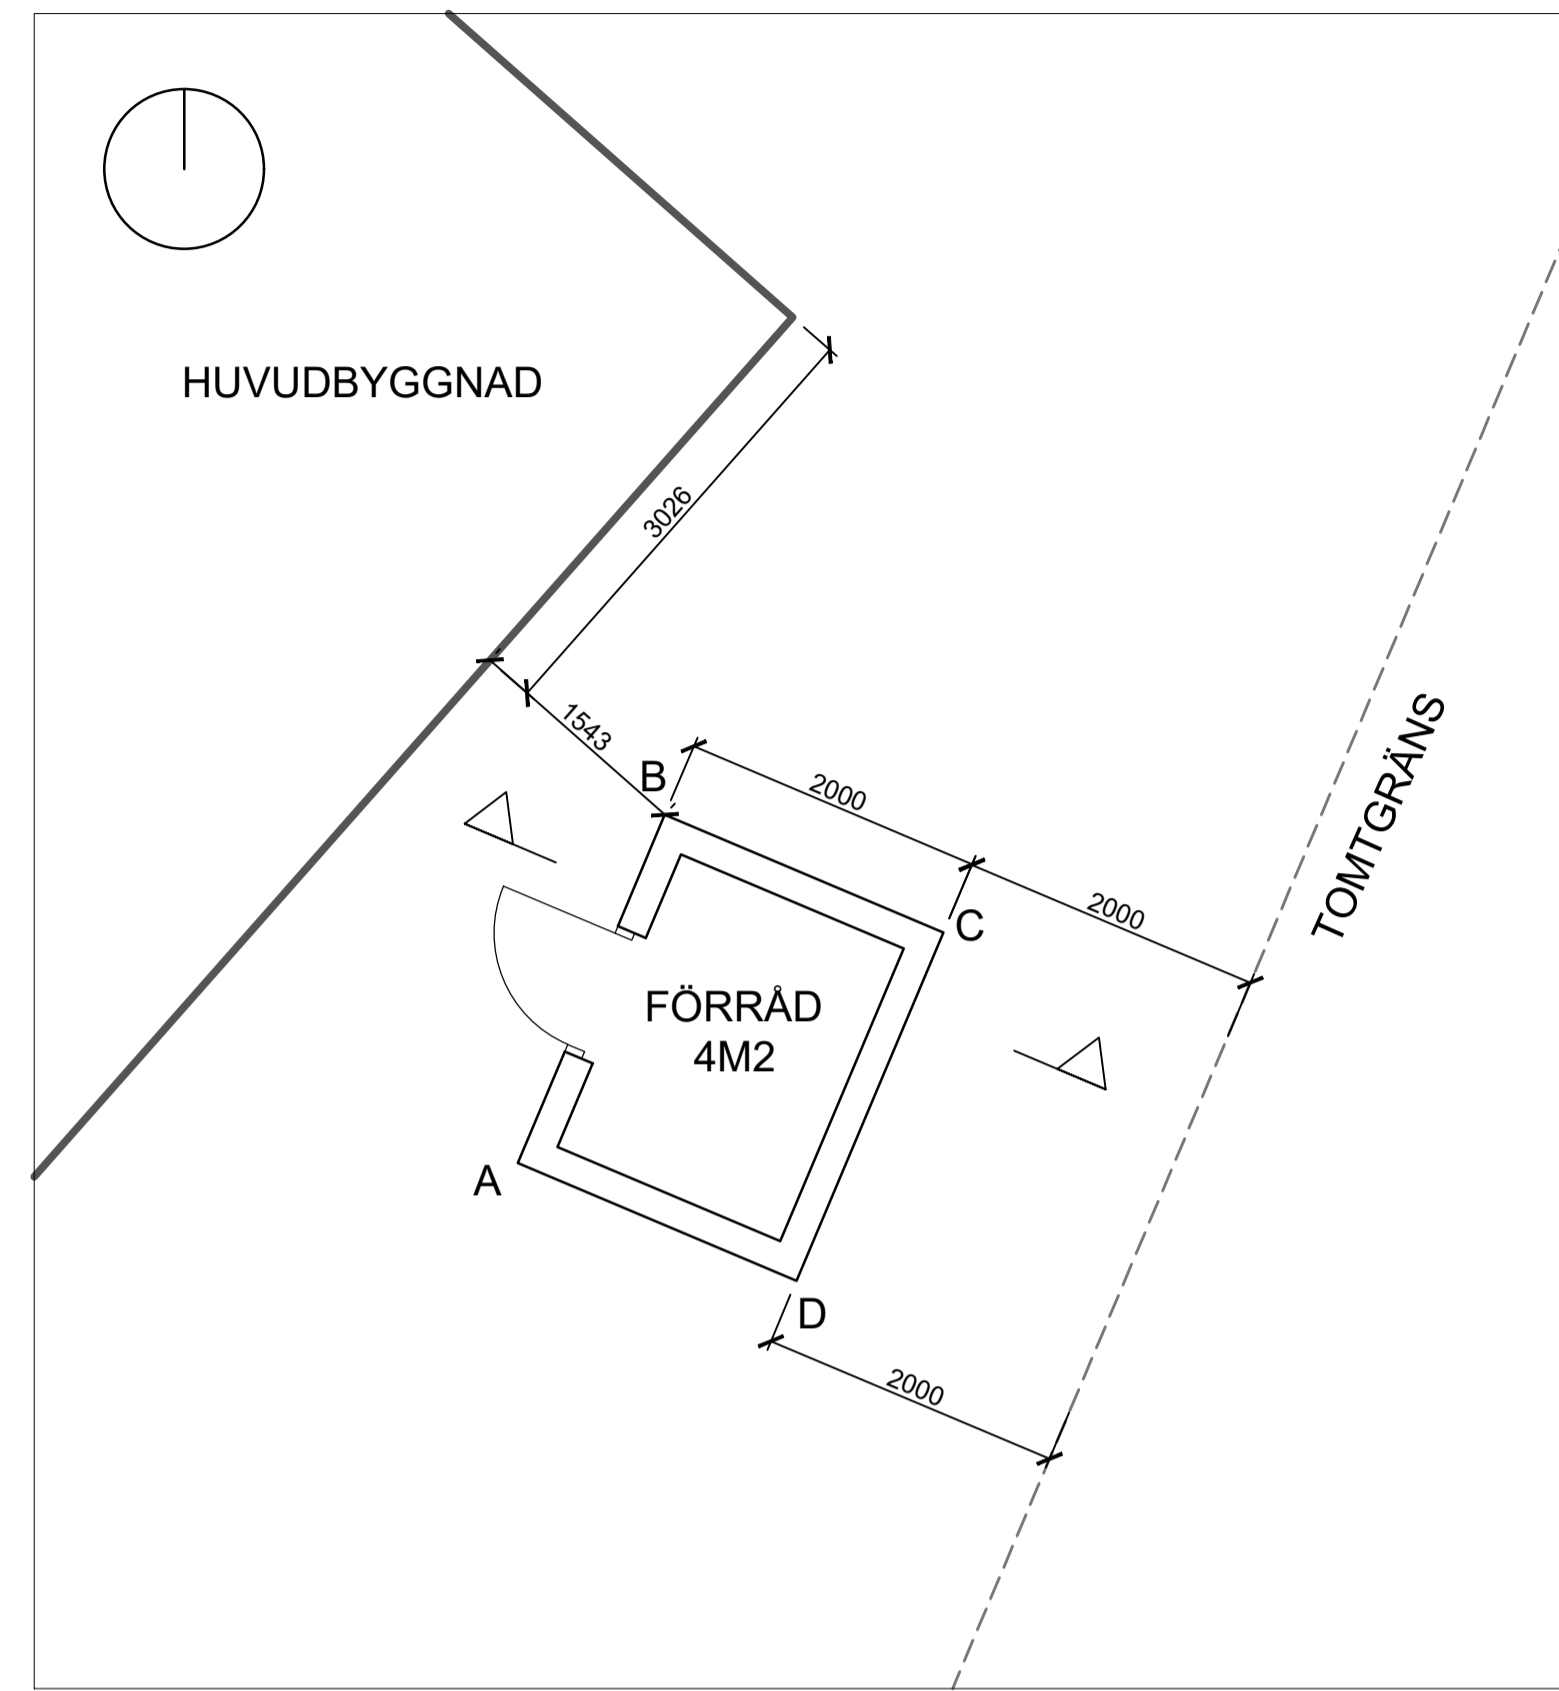 HUVUDBYGGNAD
3026
1543
B
2000
2000
TOMTGRÄNS
C
FÖRRÅD
4M2
A
D
2000